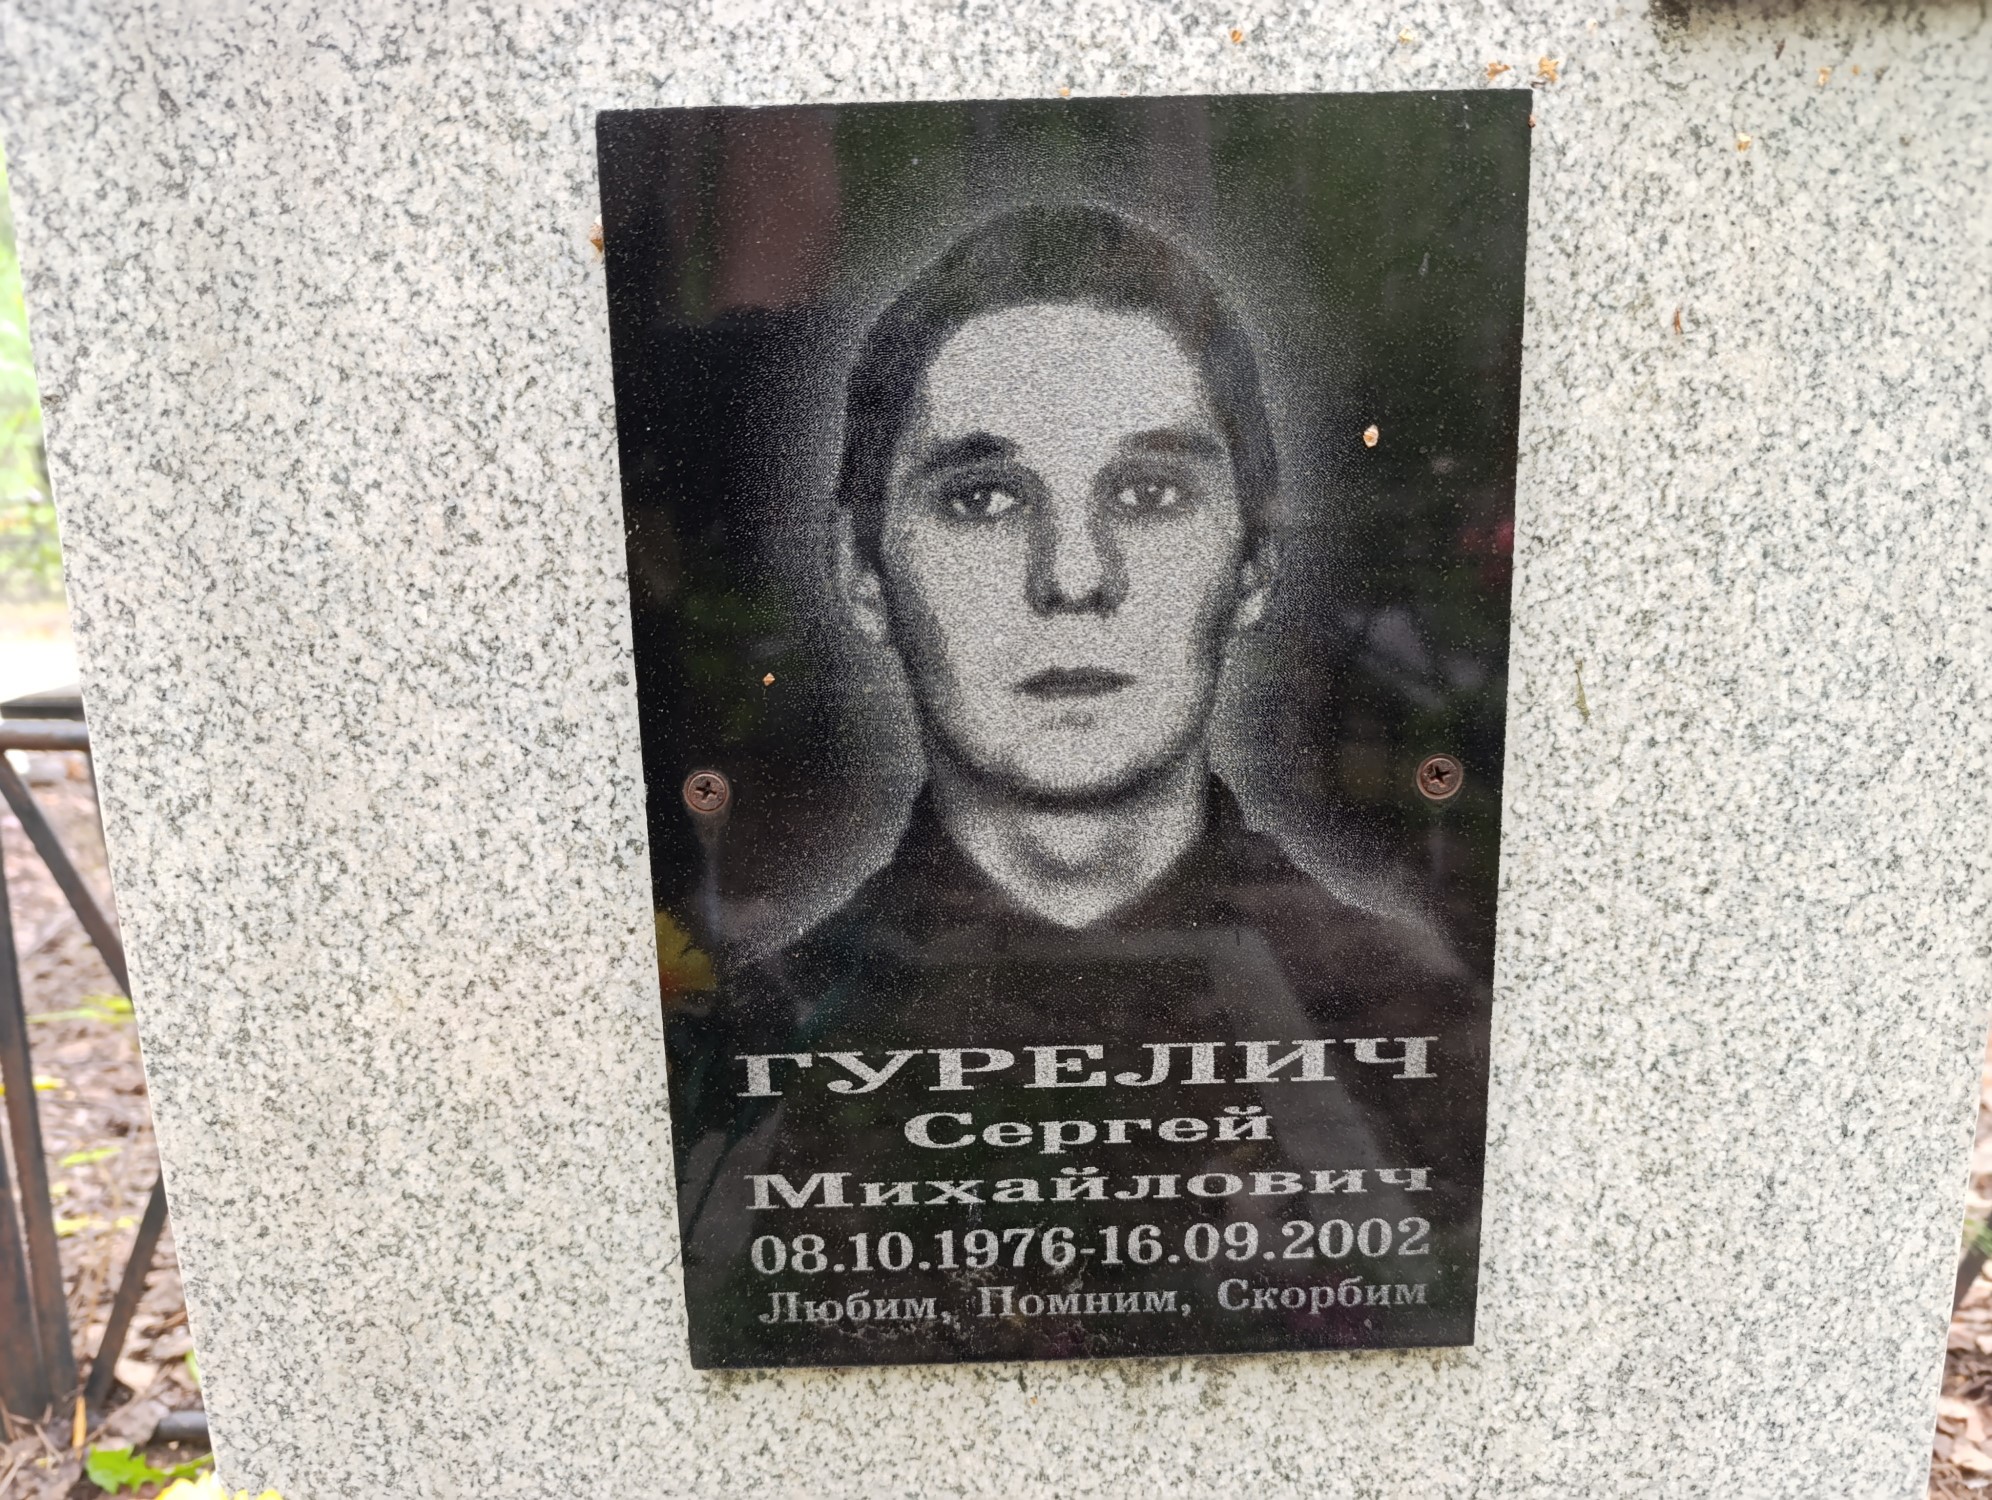 ГУРЕЛИЧ
Сергей
Михайлович
08.10.1976-16.09.2002
Любим, Помним, Скорбим